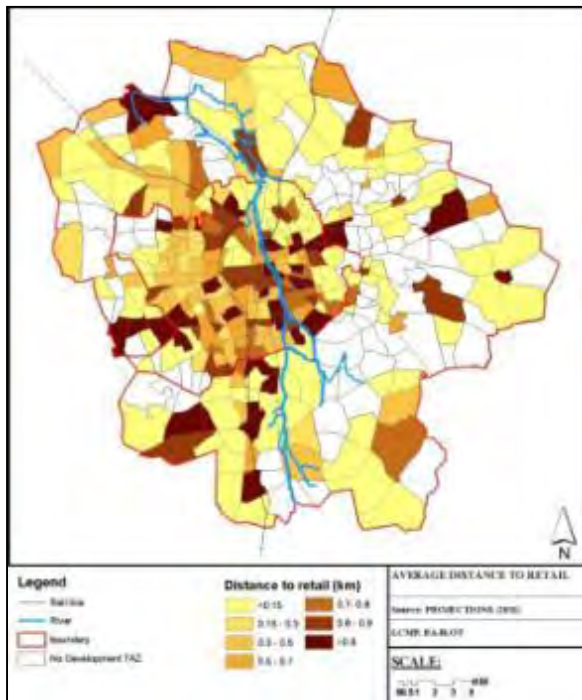 N
Legend
Rail line
River
Boundary
No Development TAZ
Distance to retail (km)
<0.15
0.15 - 0.3
0.3 - 0.5
0.5 - 0.7
0.7 - 0.8
0.8 - 0.9
>0.9
AVERAGE DISTANCE TO RETAIL
Source: PROJECTIONS
SCALE: